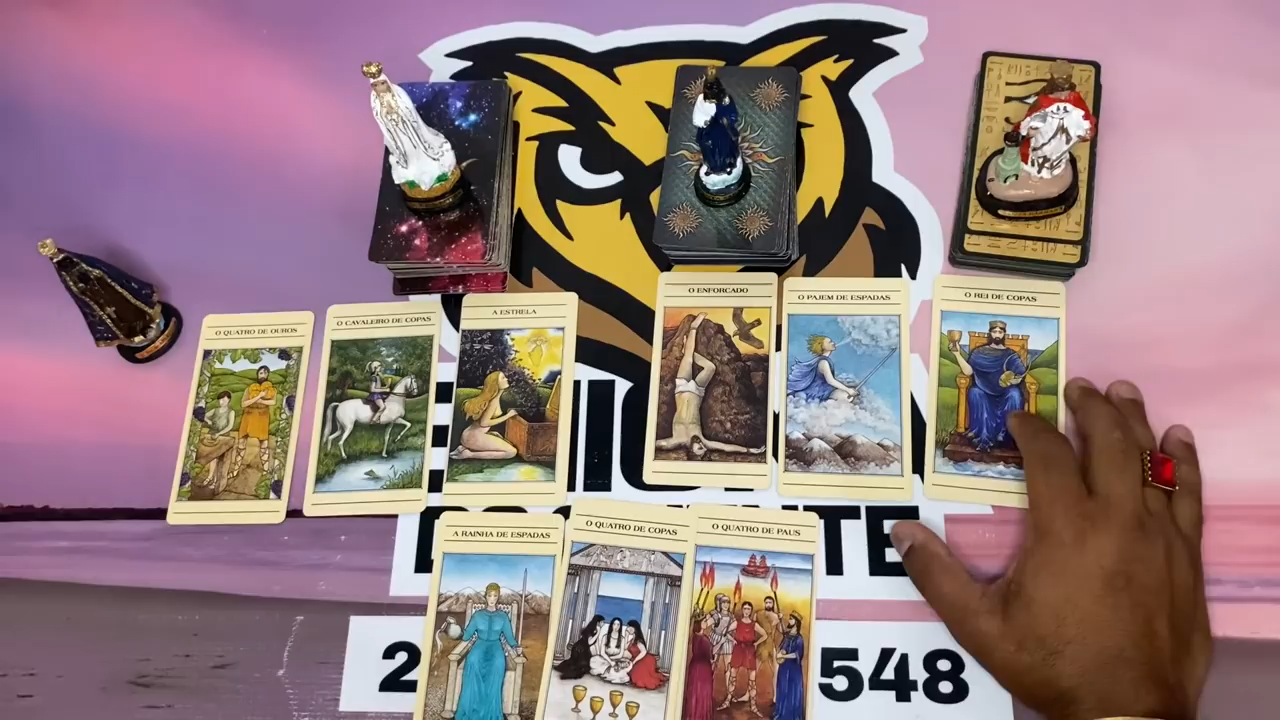 O ENFORCADO
O PAJEM DE ESPADAS
O REI DE COPAS
A ESTRELA
O CAVALEIRO DE COPAS
O QUATRO DE OUROS
A RAINHA DE ESPADAS
O QUATRO DE COPAS
O QUATRO DE PAUS
2
548